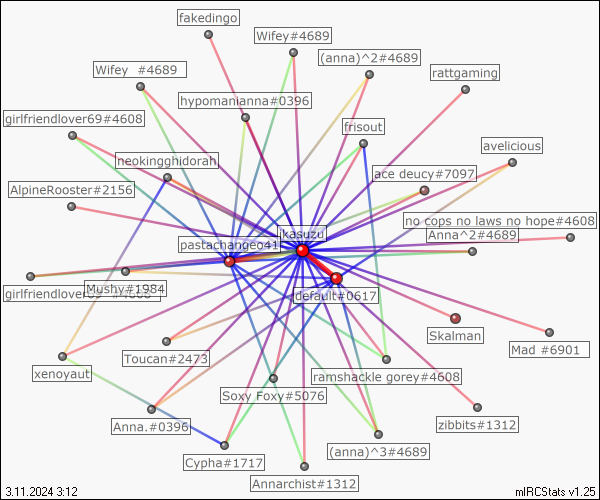 fakedingo
Wifey#4689
(anna)^2#4689
Wifey  #4689
rattgaming
hypomanianna#0396
girlfriendlover69#4608
frisout
avelicious
neokingghidorah
ace deucy#7097
AlpineRooster#2156
no cops no laws no hope#4608
jkasuzu
Anna^2#4689
pastachangeo41
Mushy#1984
default#0617
Skalman
Mad #6901
Toucan#2473
xenoyaut
ramshackle gorey#4608
Soxy Foxy#5076
zibbits#1312
Anna.#0396
(anna)^3#4689
Cypha#1717
Annarchist#1312
3.11.2024 3:12
mIRCStats v1.25